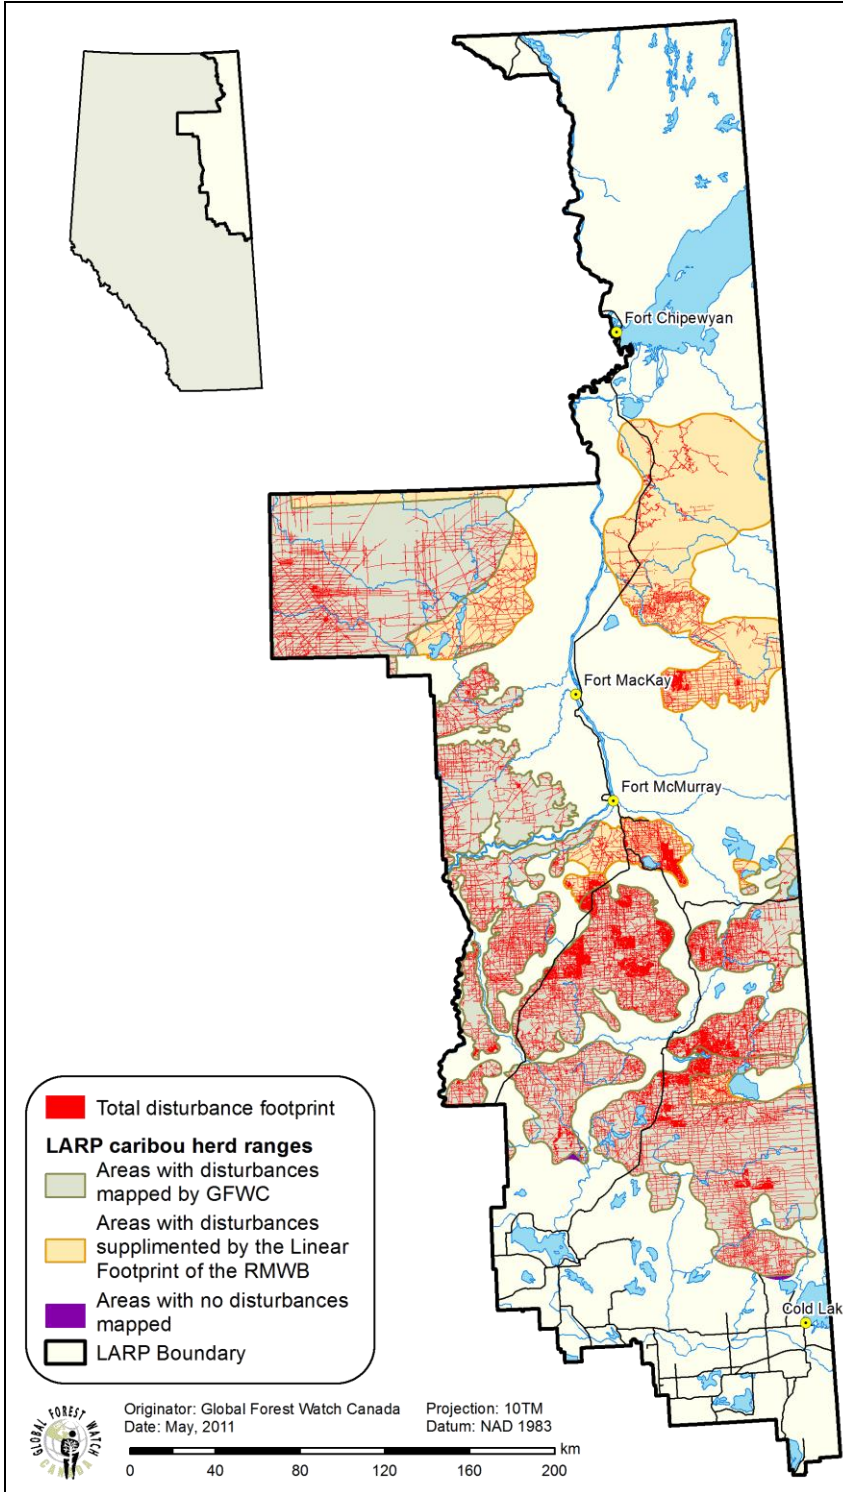 Fort Chipewyan
Fort MacKay
Fort McMurray
Total disturbance footprint
LARP caribou herd ranges
Areas with disturbances
mapped by GFWC
Areas with disturbances
supplimented by the Linear
Footprint of the RMWB
Areas with no disturbances
mapped
LARP Boundary
Cold Lak
GLOBAL FOREST WATCH
CANADA
Originator: Global Forest Watch Canada
Date: May, 2011
Projection: 10TM
Datum: NAD 1983
km
0 40 80 120 160 200